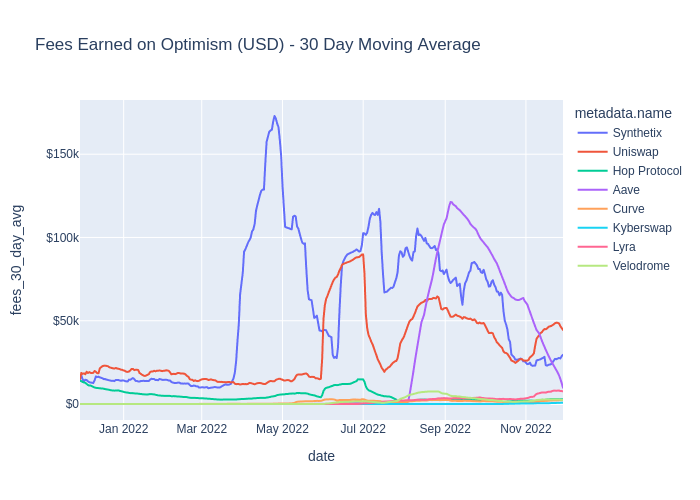 Fees Earned on Optimism (USD) - 30 Day Moving Average
metadata.name
Synthetix
Uniswap
Hop Protocol
Aave
Curve
Kyberswap
Lyra
Velodrome
fees_30_day_avg
$150k
$100k
$50k
$0
Jan 2022
Mar 2022
May 2022
Jul 2022
Sep 2022
Nov 2022
date